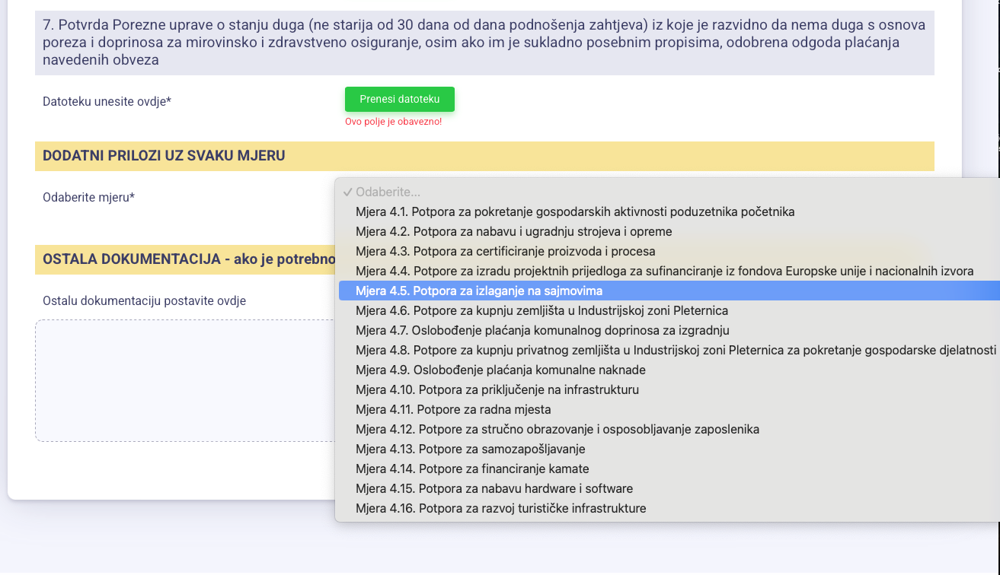 7. Potvrda Porezne uprave o stanju duga (ne starija od 30 dana od dana podnošenja zahtjeva) iz koje je razvidno da nema duga s osnova
poreza i doprinosa za mirovinsko i zdravstveno osiguranje, osim ako im je sukladno posebnim propisima, odobrena odgoda plaćanja
navedenih obveza
Datoteku unesite ovdje*
Prenesi datoteku
Ovo polje je obavezno!
DODATNI PRILOZI UZ SVAKU MJERU
Odaberite mjeru*
✓ Odaberite...
Mjera 4.1. Potpora za pokretanje gospodarskih aktivnosti poduzetnika početnika
Mjera 4.2. Potpora za nabavu i ugradnju strojeva i opreme
Mjera 4.3. Potpora za certificiranje proizvoda i procesa
Mjera 4.4. Potpore za izradu projektnih prijedloga za sufinanciranje iz fondova Europske unije i nacionalnih izvora
Mjera 4.5. Potpora za izlaganje na sajmovima
Mjera 4.6. Potpore za kupnju zemljišta u Industrijskoj zoni Pleternica
Mjera 4.7. Oslobođenje plaćanja komunalnog doprinosa za izgradnju
Mjera 4.8. Potpore za kupnju privatnog zemljišta u Industrijskoj zoni Pleternica za pokretanje gospodarske djelatnosti
Mjera 4.9. Oslobođenje plaćanja komunalne naknade
Mjera 4.10. Potpora za priključenje na infrastrukturu
Mjera 4.11. Potpore za radna mjesta
Mjera 4.12. Potpore za stručno obrazovanje i osposobljavanje zaposlenika
Mjera 4.13. Potpore za samozapošljavanje
Mjera 4.14. Potpore za financiranje kamate
Mjera 4.15. Potpora za nabavu hardware i software
Mjera 4.16. Potpora za razvoj turističke infrastrukture
OSTALA DOKUMENTACIJA - ako je potrebno
Ostalu dokumentaciju postavite ovdje